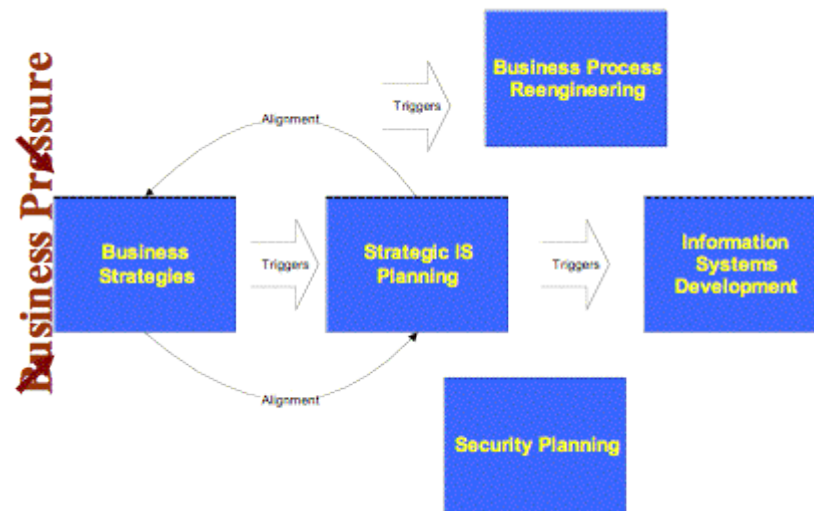 Business Pressure
Business Process
Reengineering
Triggers
Alignment
Business
Strategies
Triggers
Strategic IS
Planning
Triggers
Information
Systems
Development
Alignment
Security Planning